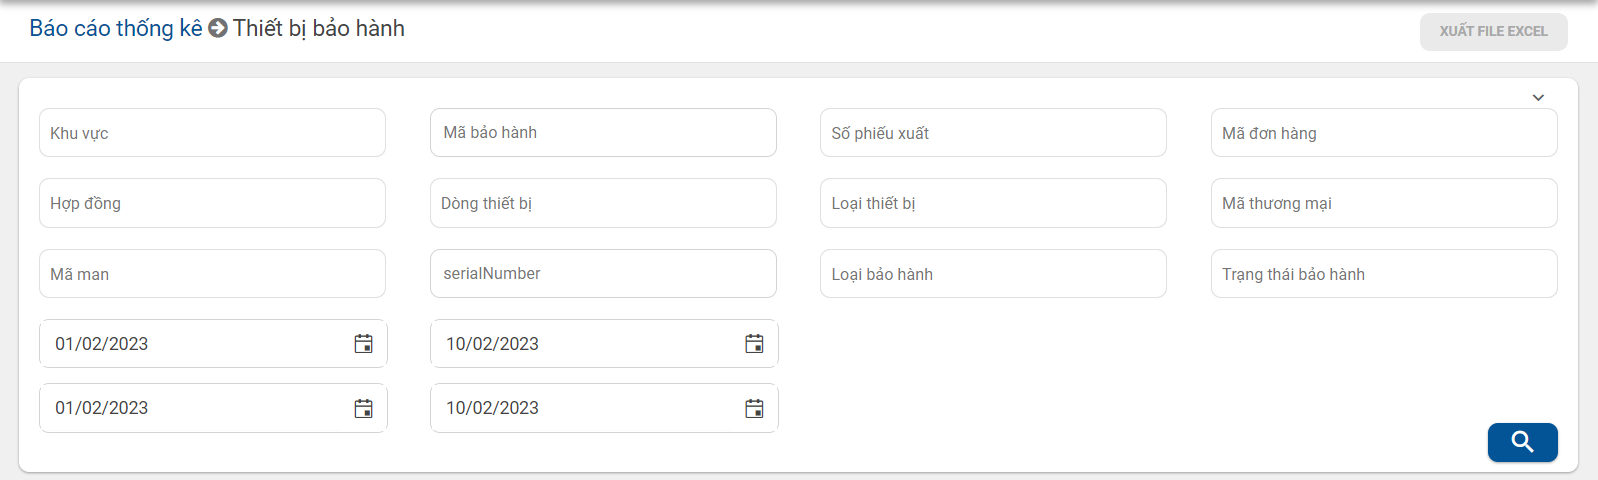 Báo cáo thống kê Thiết bị bảo hành
XUẤT FILE EXCEL
Khu vực
Mã bảo hành
Số phiếu xuất
Mã đơn hàng
Hợp đồng
Dòng thiết bị
Loại thiết bị
Mã thương mại
Mã man
serialNumber
Loại bảo hành
Trạng thái bảo hành
01/02/2023
10/02/2023
01/02/2023
10/02/2023